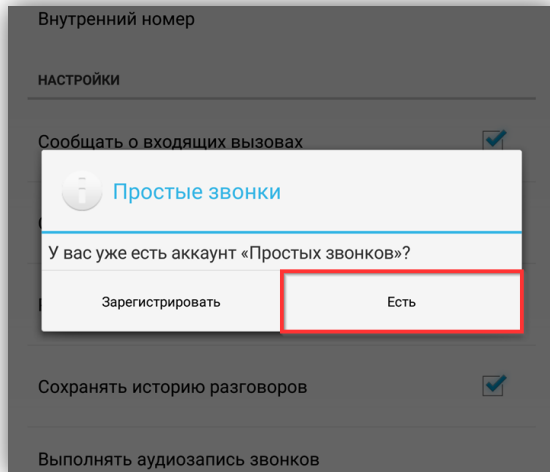 Внутренний номер
НАСТРОЙКИ
Сообщать о входящих вызовах
Простые звонки
У вас уже есть аккаунт «Простых звонков»?
Зарегистрировать
Есть
Сохранять историю разговоров
Выполнять аудиозапись звонков